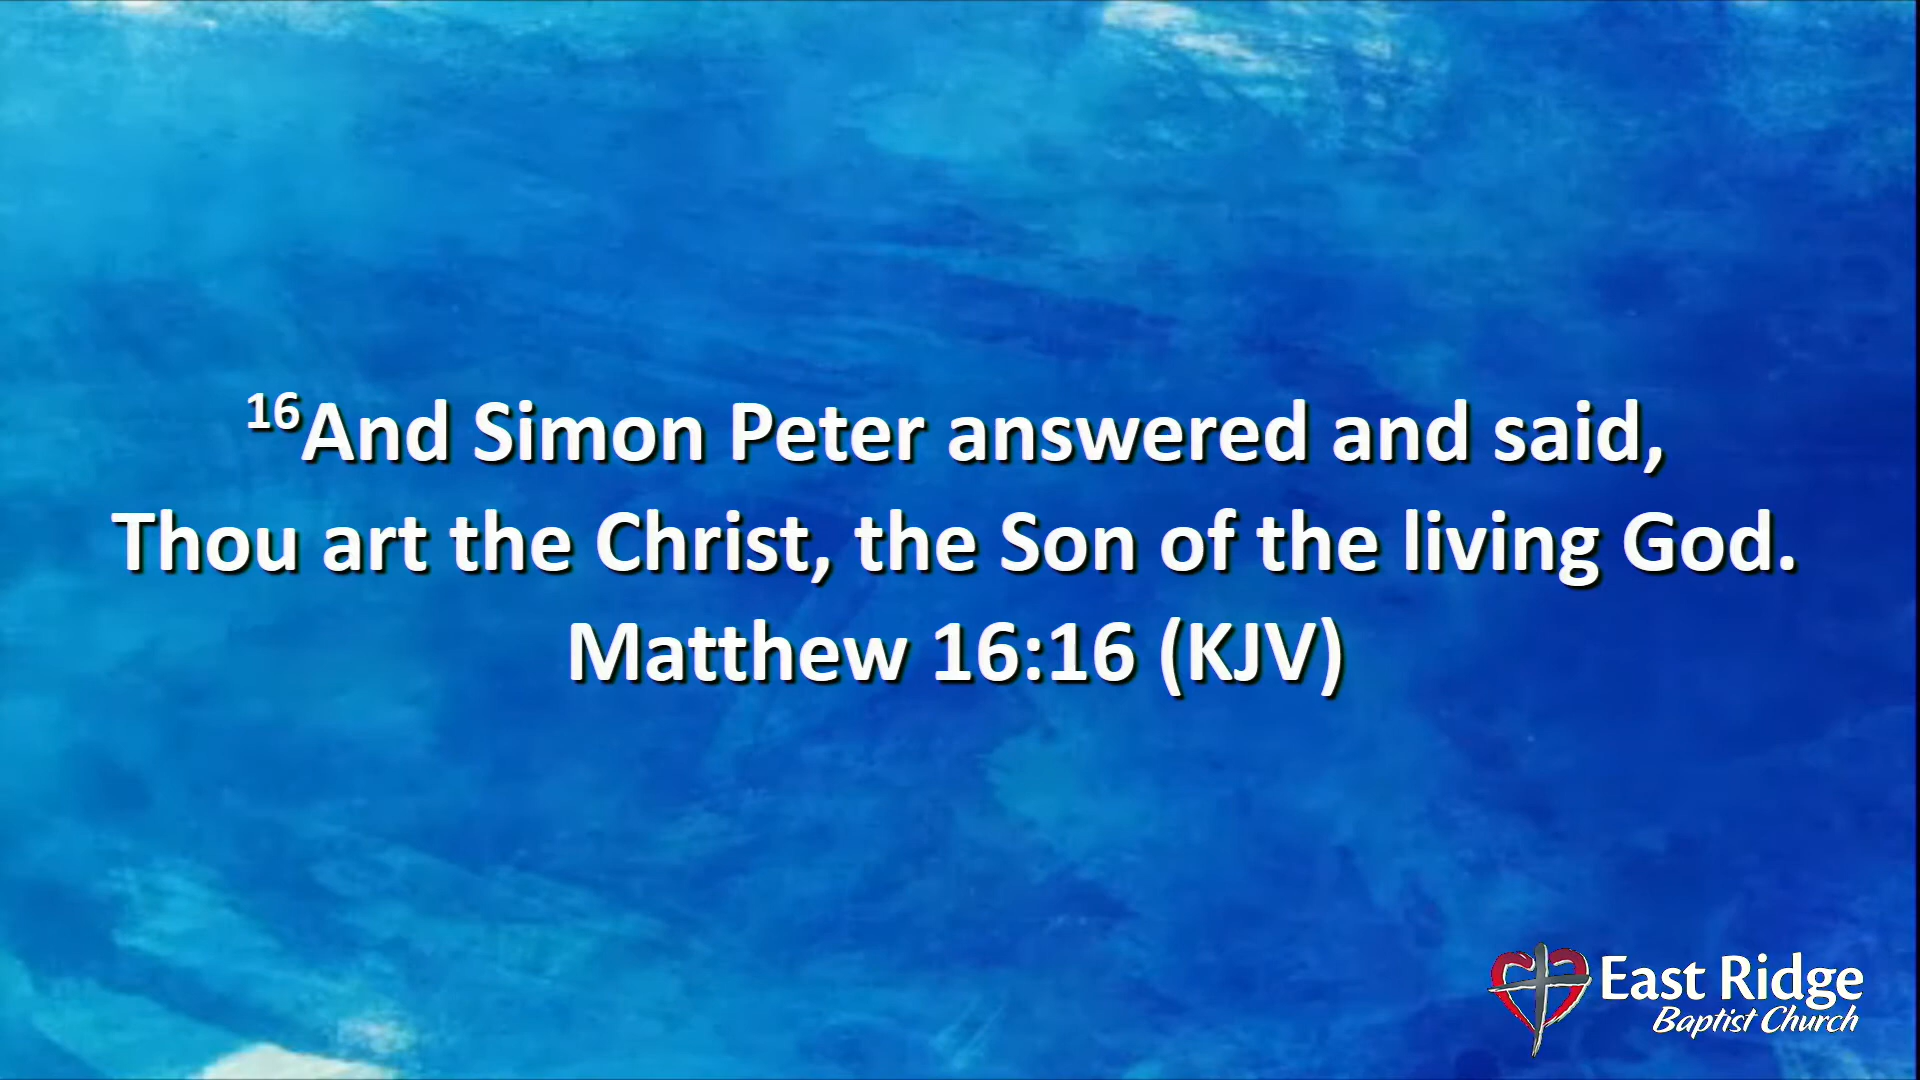 16And Simon Peter answered and said,
Thou art the Christ, the Son of the living God.
Matthew 16:16 (KJV)
East Ridge
Baptist Church